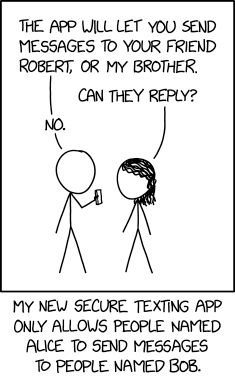 THE APP WILL LET YOU SEND
MESSAGES TO YOUR FRIEND
ROBERT, OR MY BROTHER.
CAN THEY REPLY?
NO.
MY NEW SECURE TEXTING APP
ONLY ALLOWS PEOPLE NAMED
ALICE TO SEND MESSAGES
TO PEOPLE NAMED BOB.